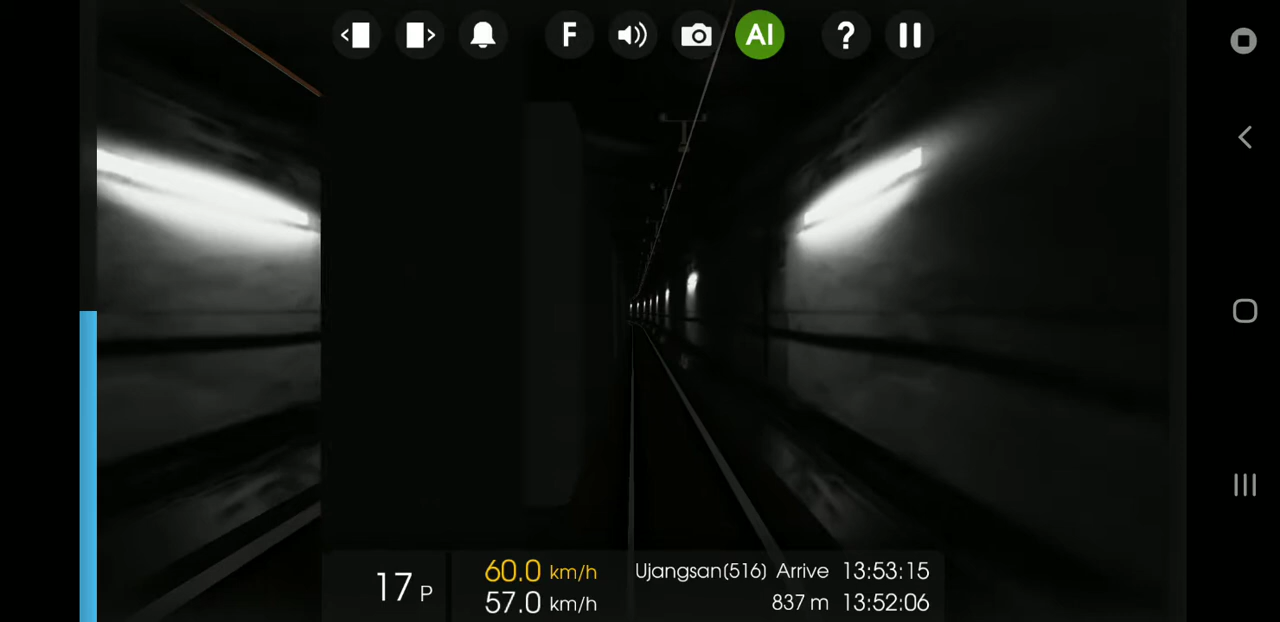 F AI ?
17 P
60.0 km/h
57.0 km/h
Ujangsan(516) Arrive 13:53:15
837 m 13:52:06